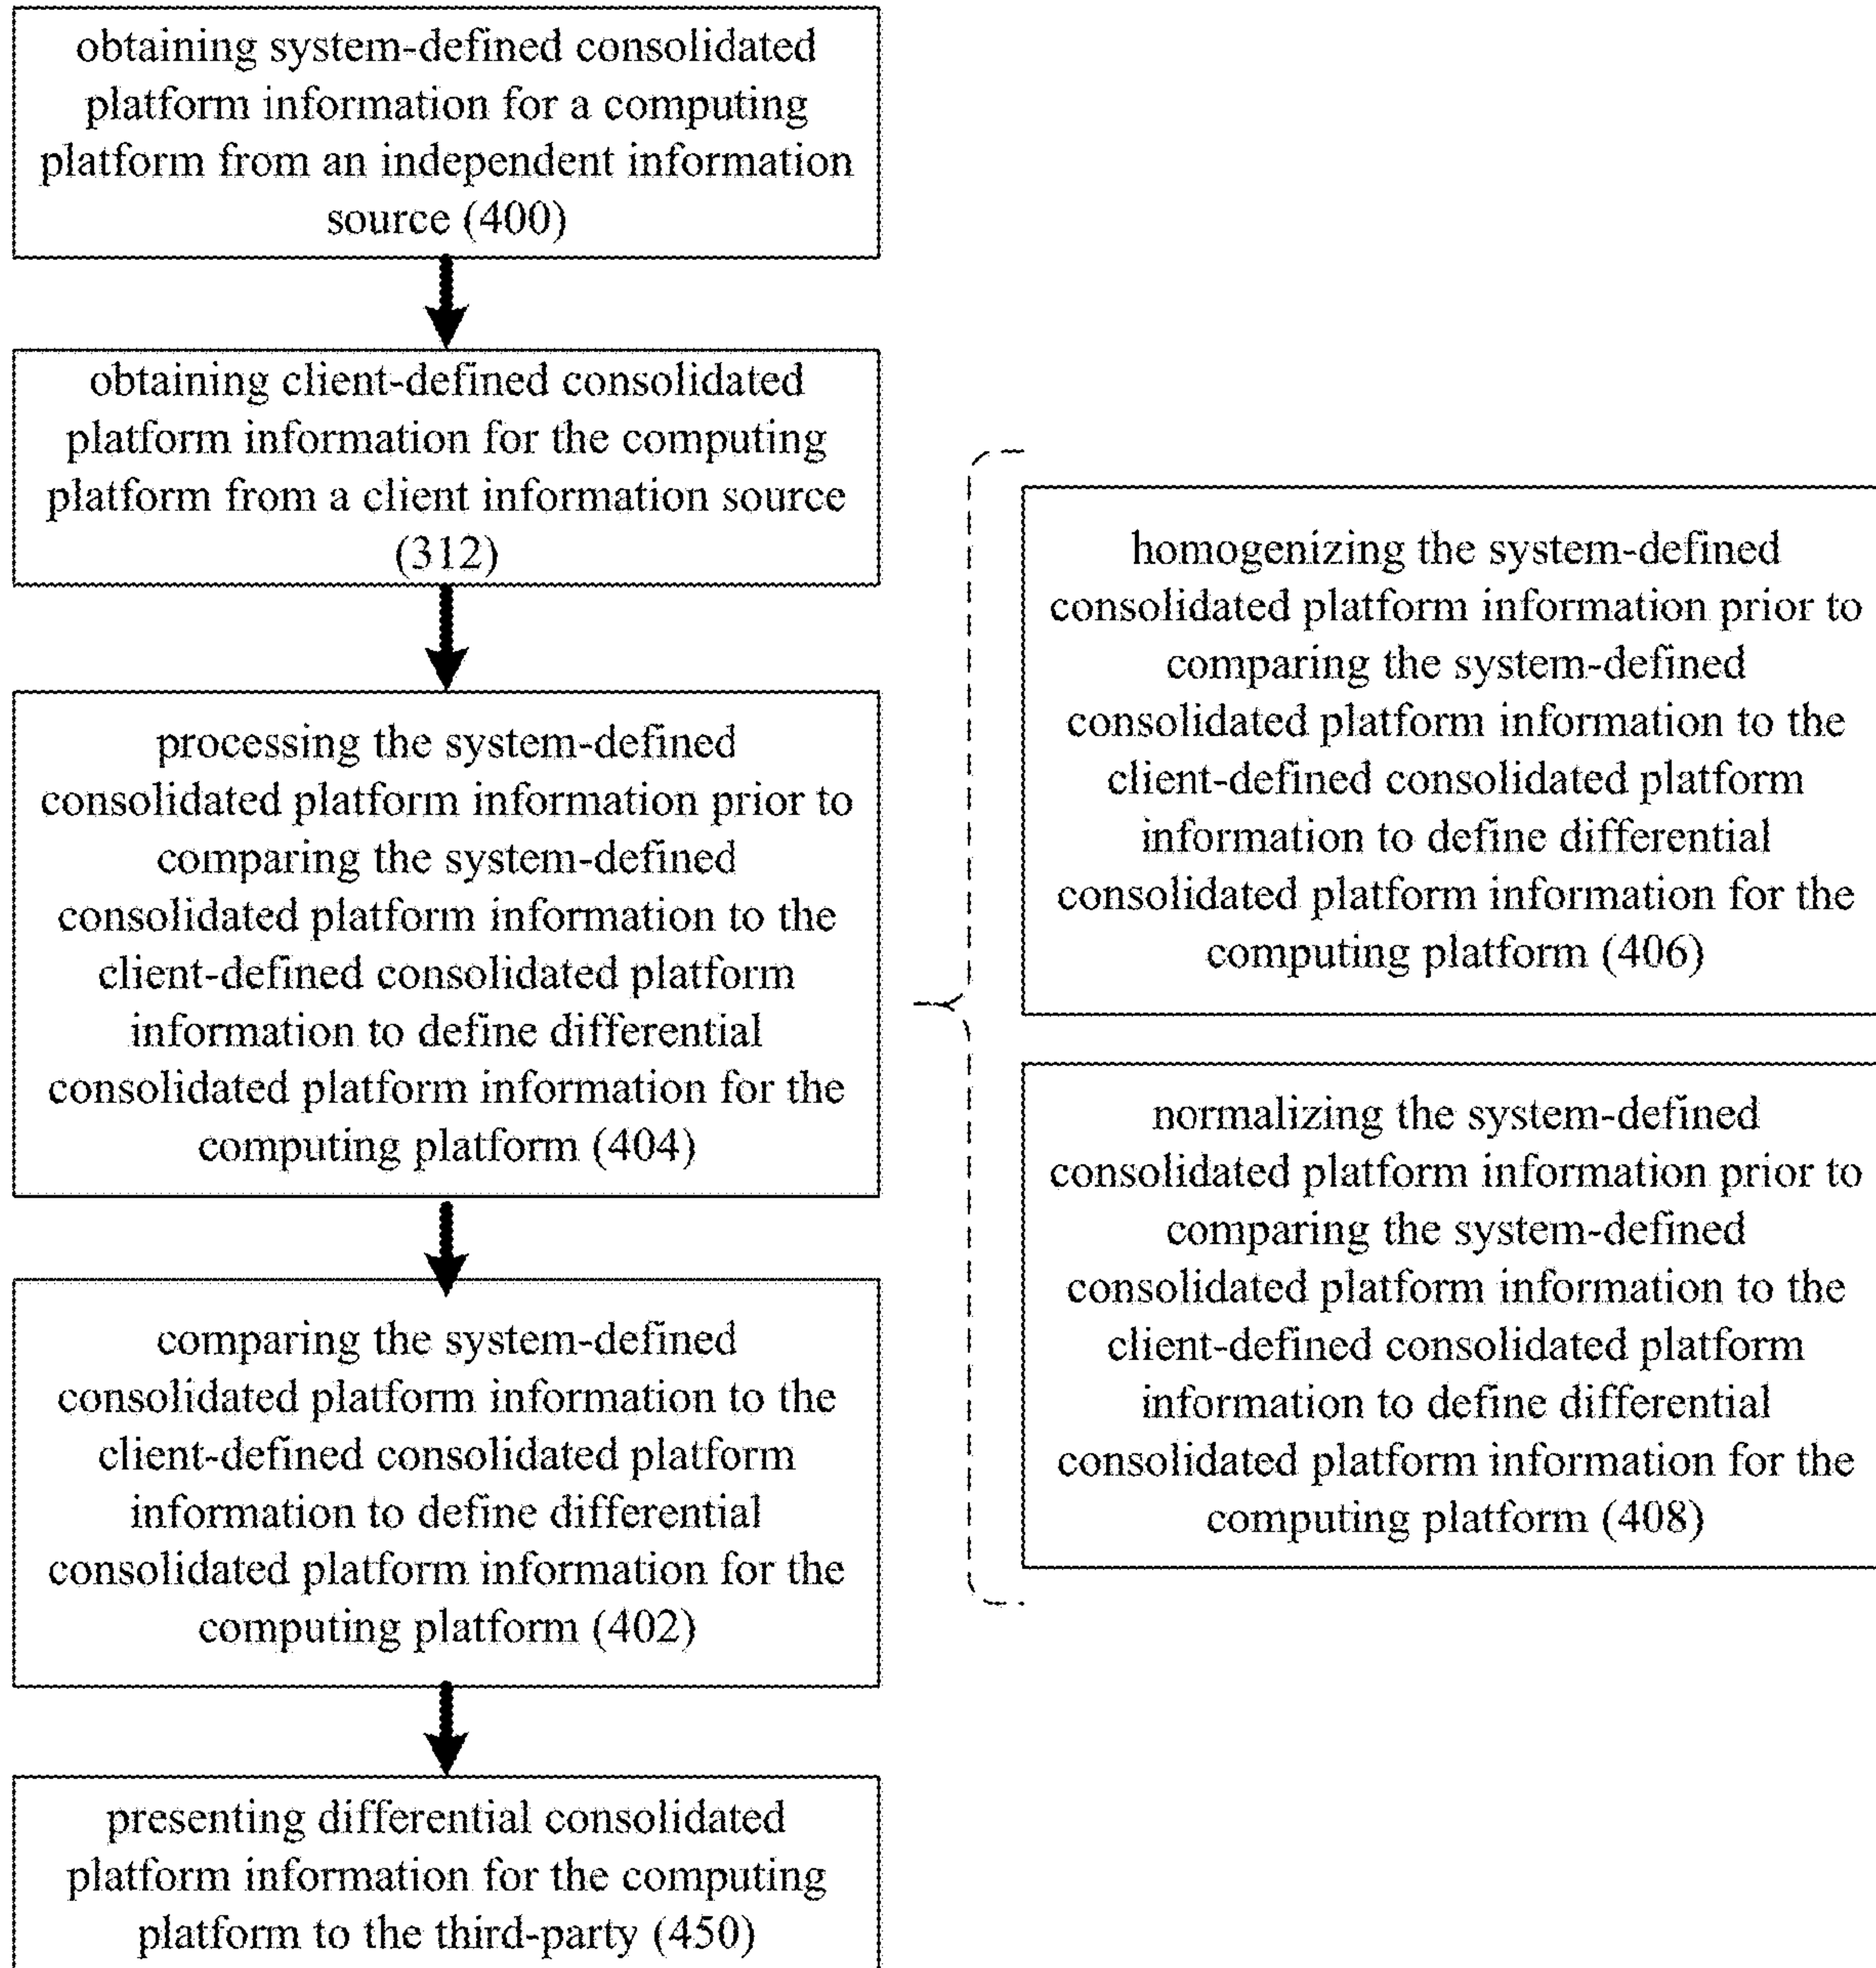 obtaining system-defined consolidated
platform information for a computing
platform from an independent information
source (400)
obtaining client-defined consolidated
platform information for the computing
platform from a client information source
(312)
processing the system-defined
consolidated platform information prior to
comparing the system-defined
consolidated platform information to the
client-defined consolidated platform
information to define differential
consolidated platform information for the
computing platform (404)
homogenizing the system-defined
consolidated platform information prior to
comparing the system-defined
consolidated platform information to the
client-defined consolidated platform
information to define differential
consolidated platform information for the
computing platform (406)
normalizing the system-defined
consolidated platform information prior to
comparing the system-defined
consolidated platform information to the
client-defined consolidated platform
information to define differential
consolidated platform information for the
computing platform (408)
comparing the system-defined
consolidated platform information to the
client-defined consolidated platform
information to define differential
consolidated platform information for the
computing platform (402)
presenting differential consolidated
platform information for the computing
platform to the third-party (450)